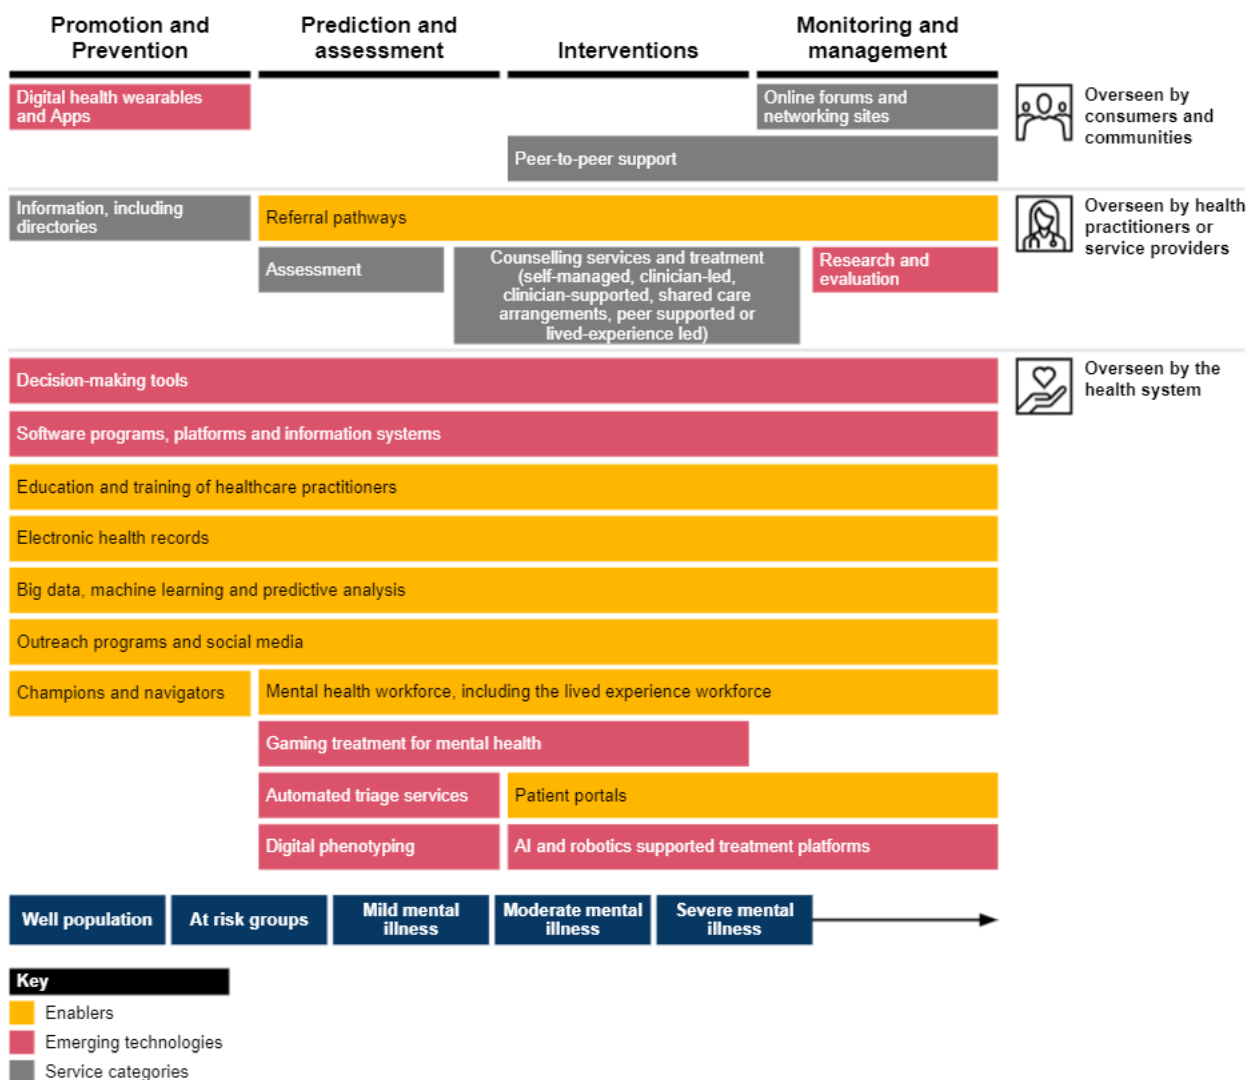 Promotion and
Prevention
Prediction and
assessment
Interventions
Monitoring and
management
Digital health wearables
and Apps
Online forums and
networking sites
Overseen by
consumers and
communities
Peer-to-peer support
Information, including
directories
Referral pathways
Overseen by health
practitioners or
service providers
Assessment
Counselling services and treatment
(self-managed, clinician-led,
clinician-supported, shared care
arrangements, peer supported or
lived-experience led)
Research and
evaluation
Decision-making tools
Overseen by the
health system
Software programs, platforms and information systems
Education and training of healthcare practitioners
Electronic health records
Big data, machine learning and predictive analysis
Outreach programs and social media
Champions and navigators
Mental health workforce, including the lived experience workforce
Gaming treatment for mental health
Automated triage services
Patient portals
Digital phenotyping
AI and robotics supported treatment platforms
Well population
At risk groups
Mild mental
illness
Moderate mental
illness
Severe mental
illness
Key
Enablers
Emerging technologies
Service categories